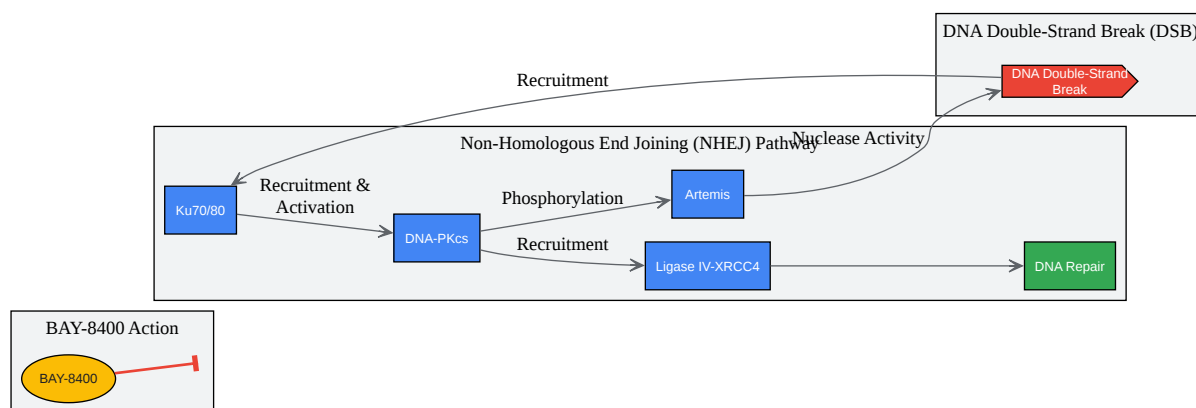 DNA Double-Strand Break (DSB)
DNA Double-Strand
Break
Recruitment
Non-Homologous End Joining (NHEJ) Pathway
Nuclease Activity
Ku70/80
Recruitment &
Activation
DNA-PKcs
Phosphorylation
Artemis
Recruitment
Ligase IV-XRCC4
DNA Repair
BAY-8400 Action
BAY-8400